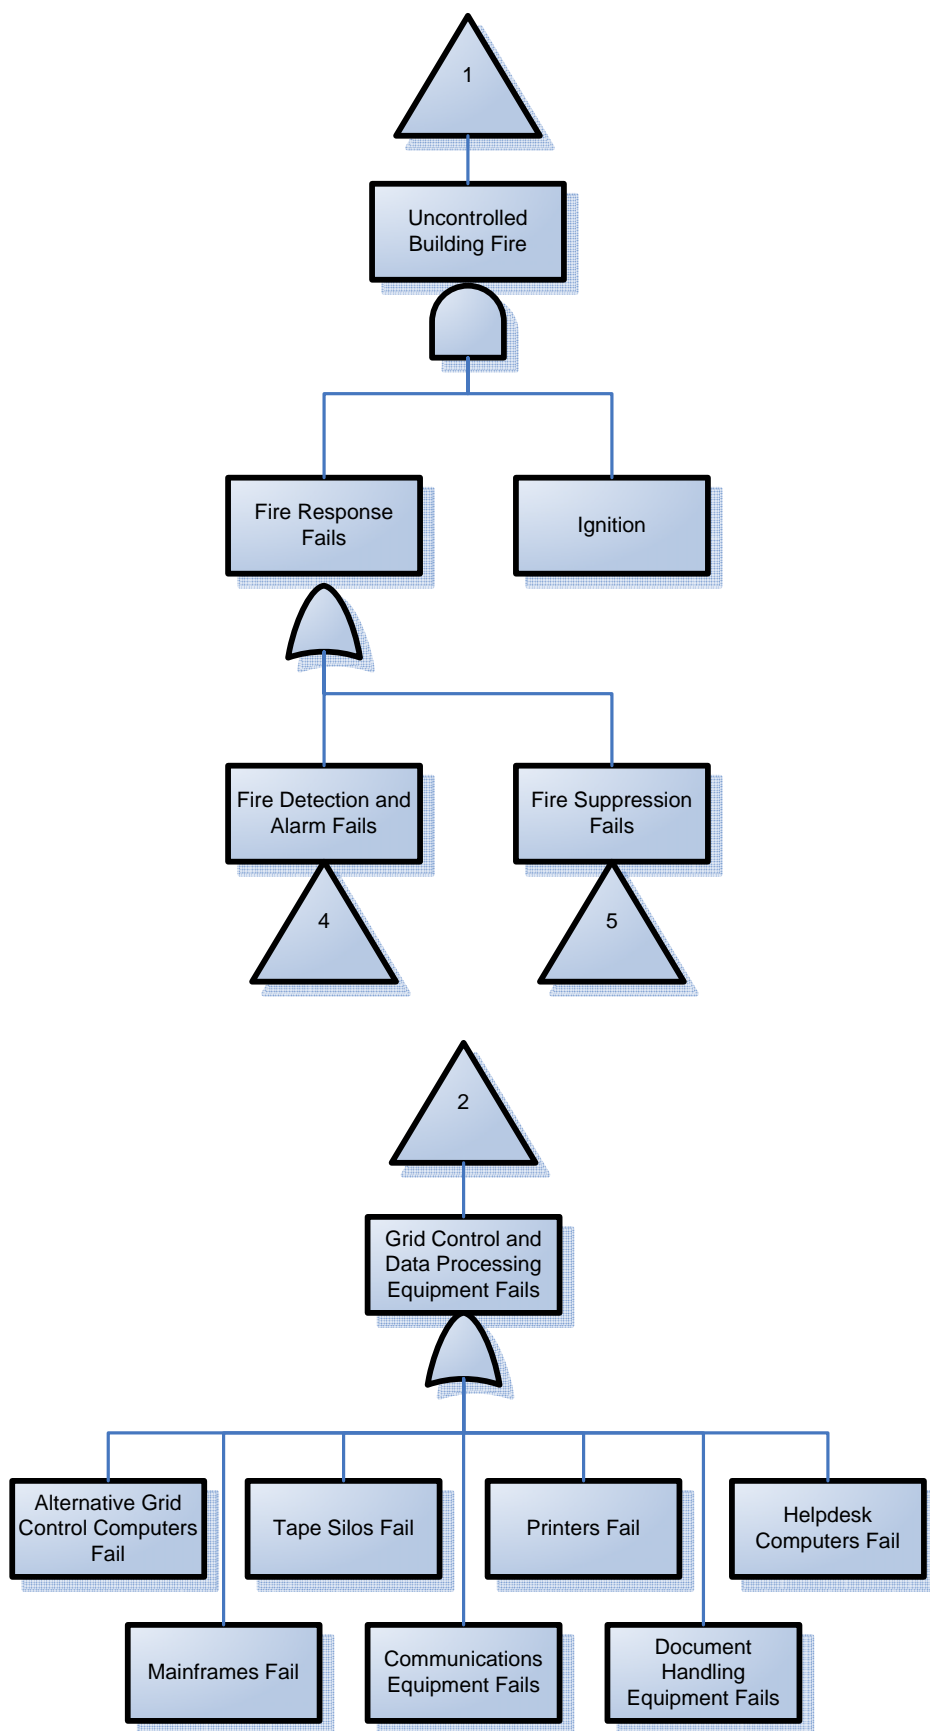 1
Uncontrolled
Building Fire
Fire Response
Fails
Ignition
Fire Detection and
Alarm Fails
Fire Suppression
Fails
4
5
2
Grid Control and
Data Processing
Equipment Fails
Alternative Grid
Control Computers
Fail
Tape Silos Fail
Printers Fail
Helpdesk
Computers Fail
Mainframes Fail
Communications
Equipment Fails
Document
Handling
Equipment Fails